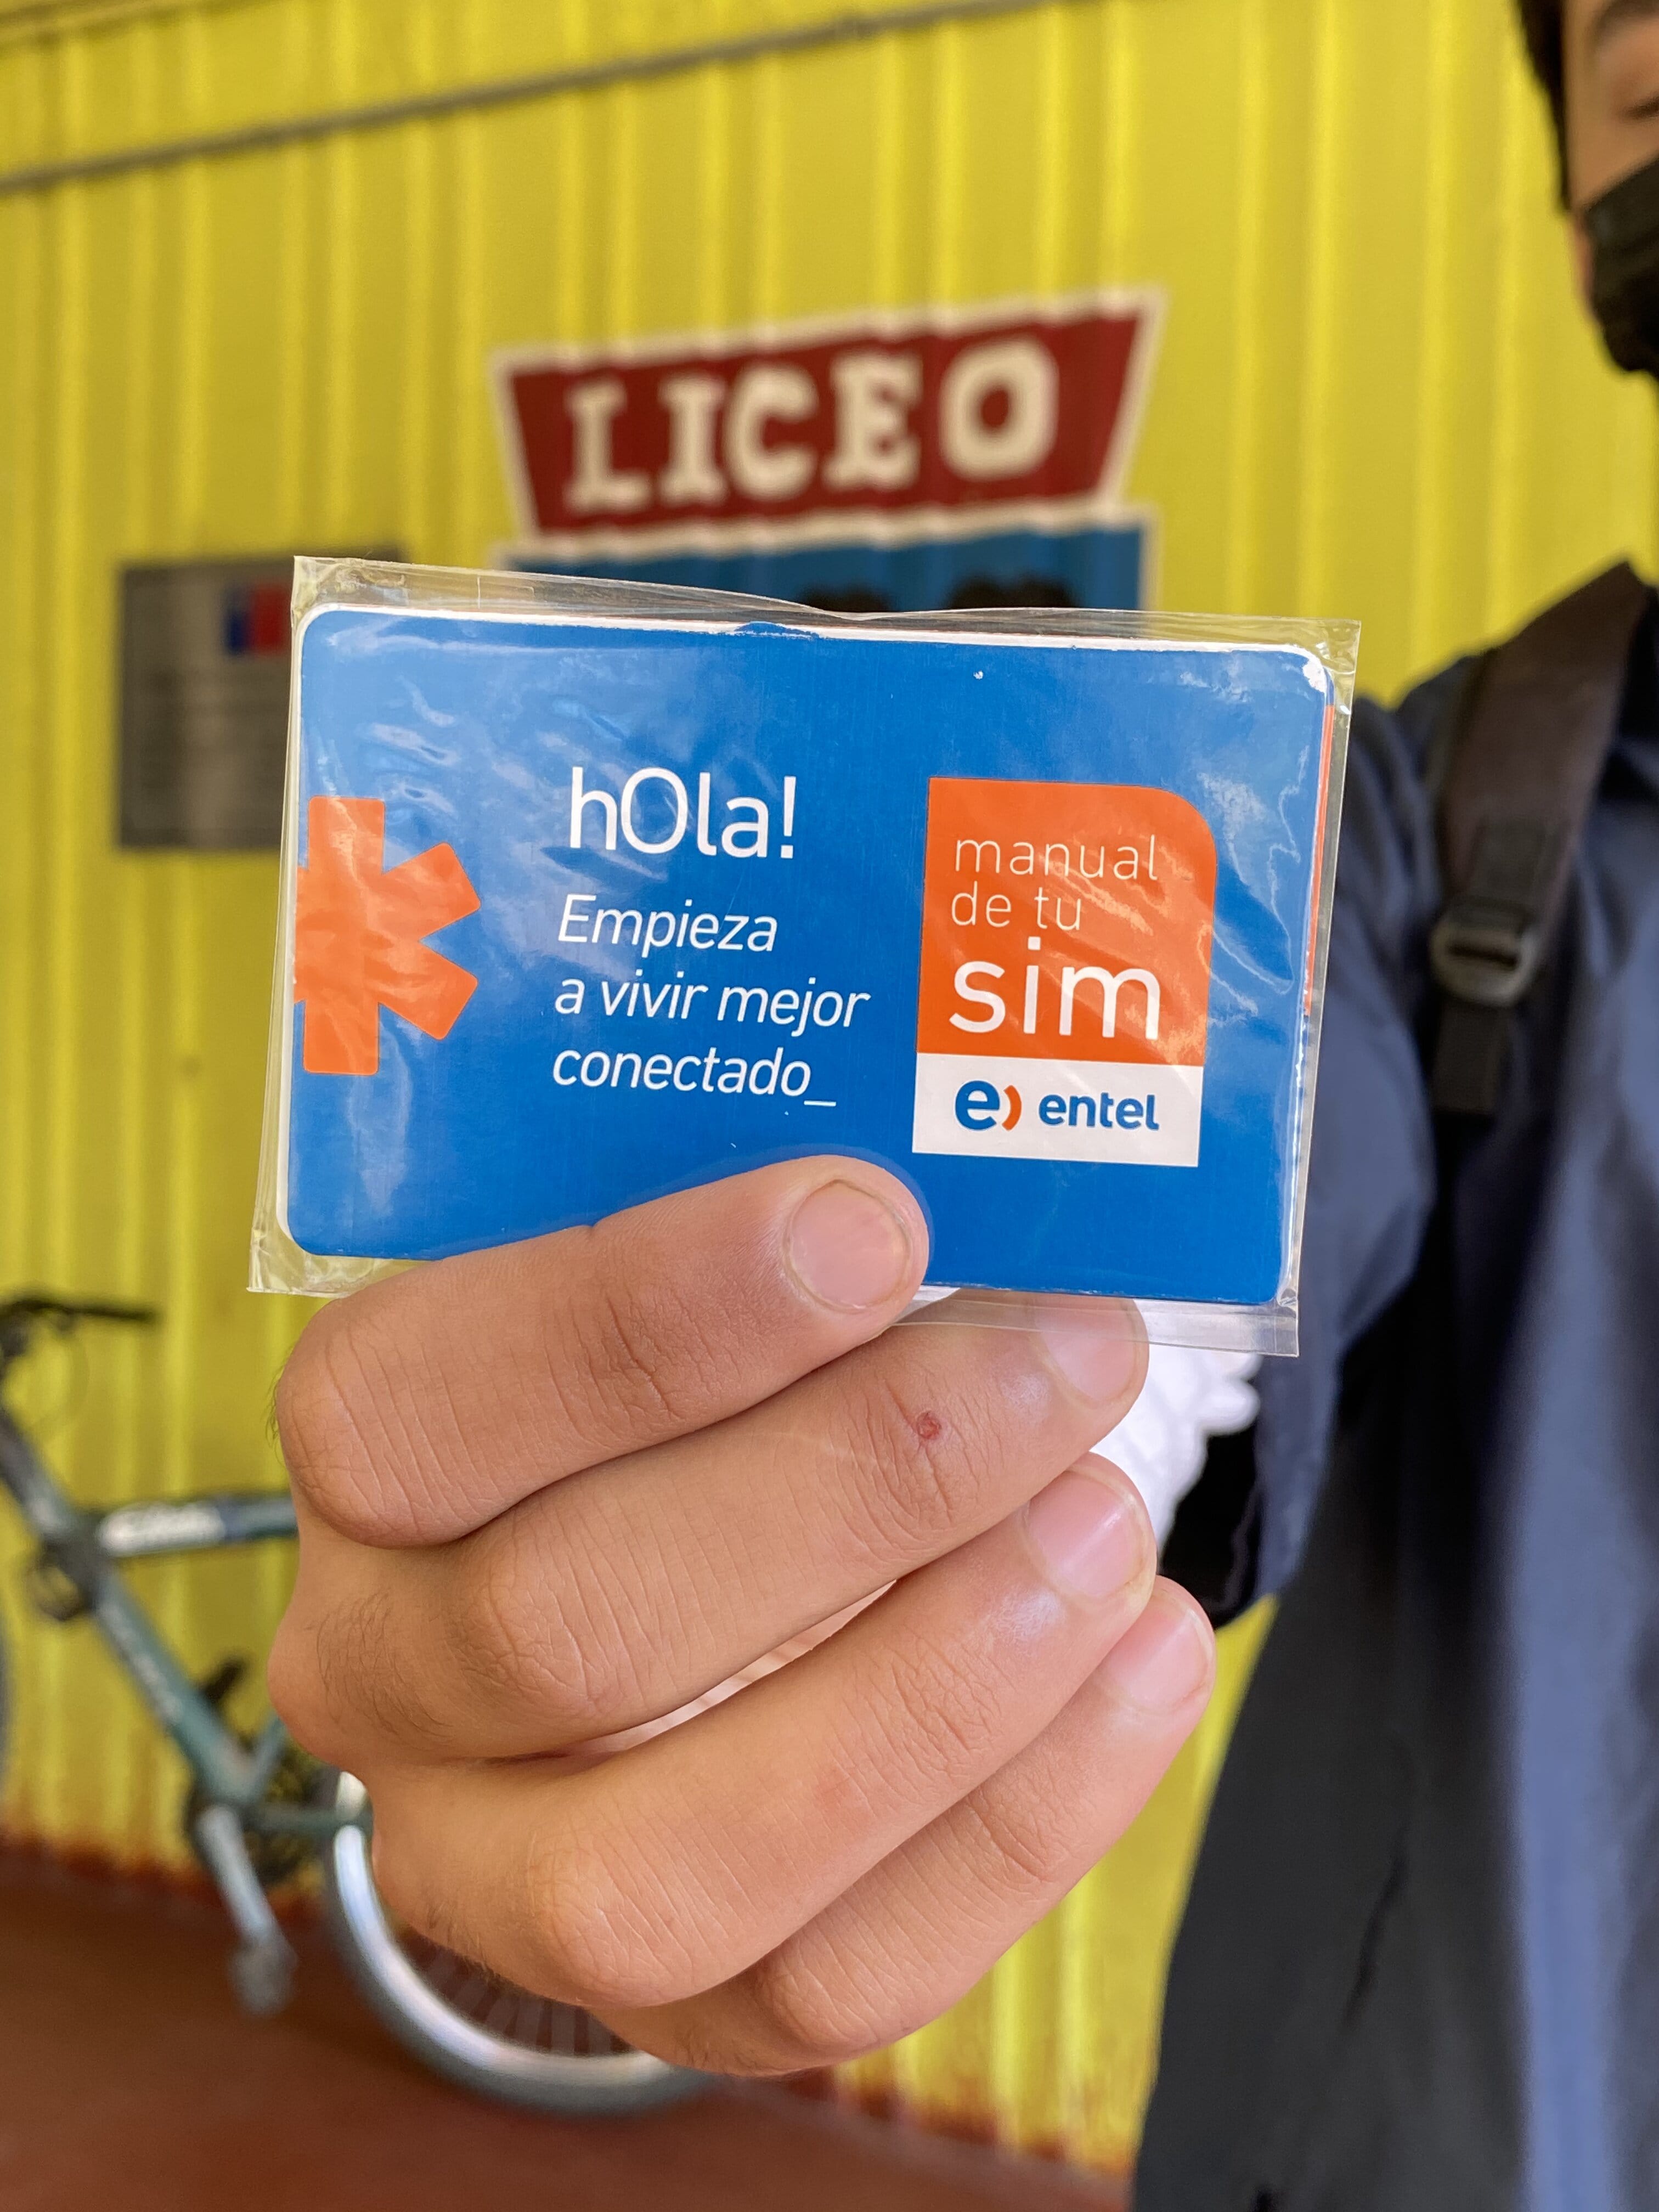 LICEO
hOla!
Empieza
a vivir mejor
conectado_
manual
de tu
sim
e) entel